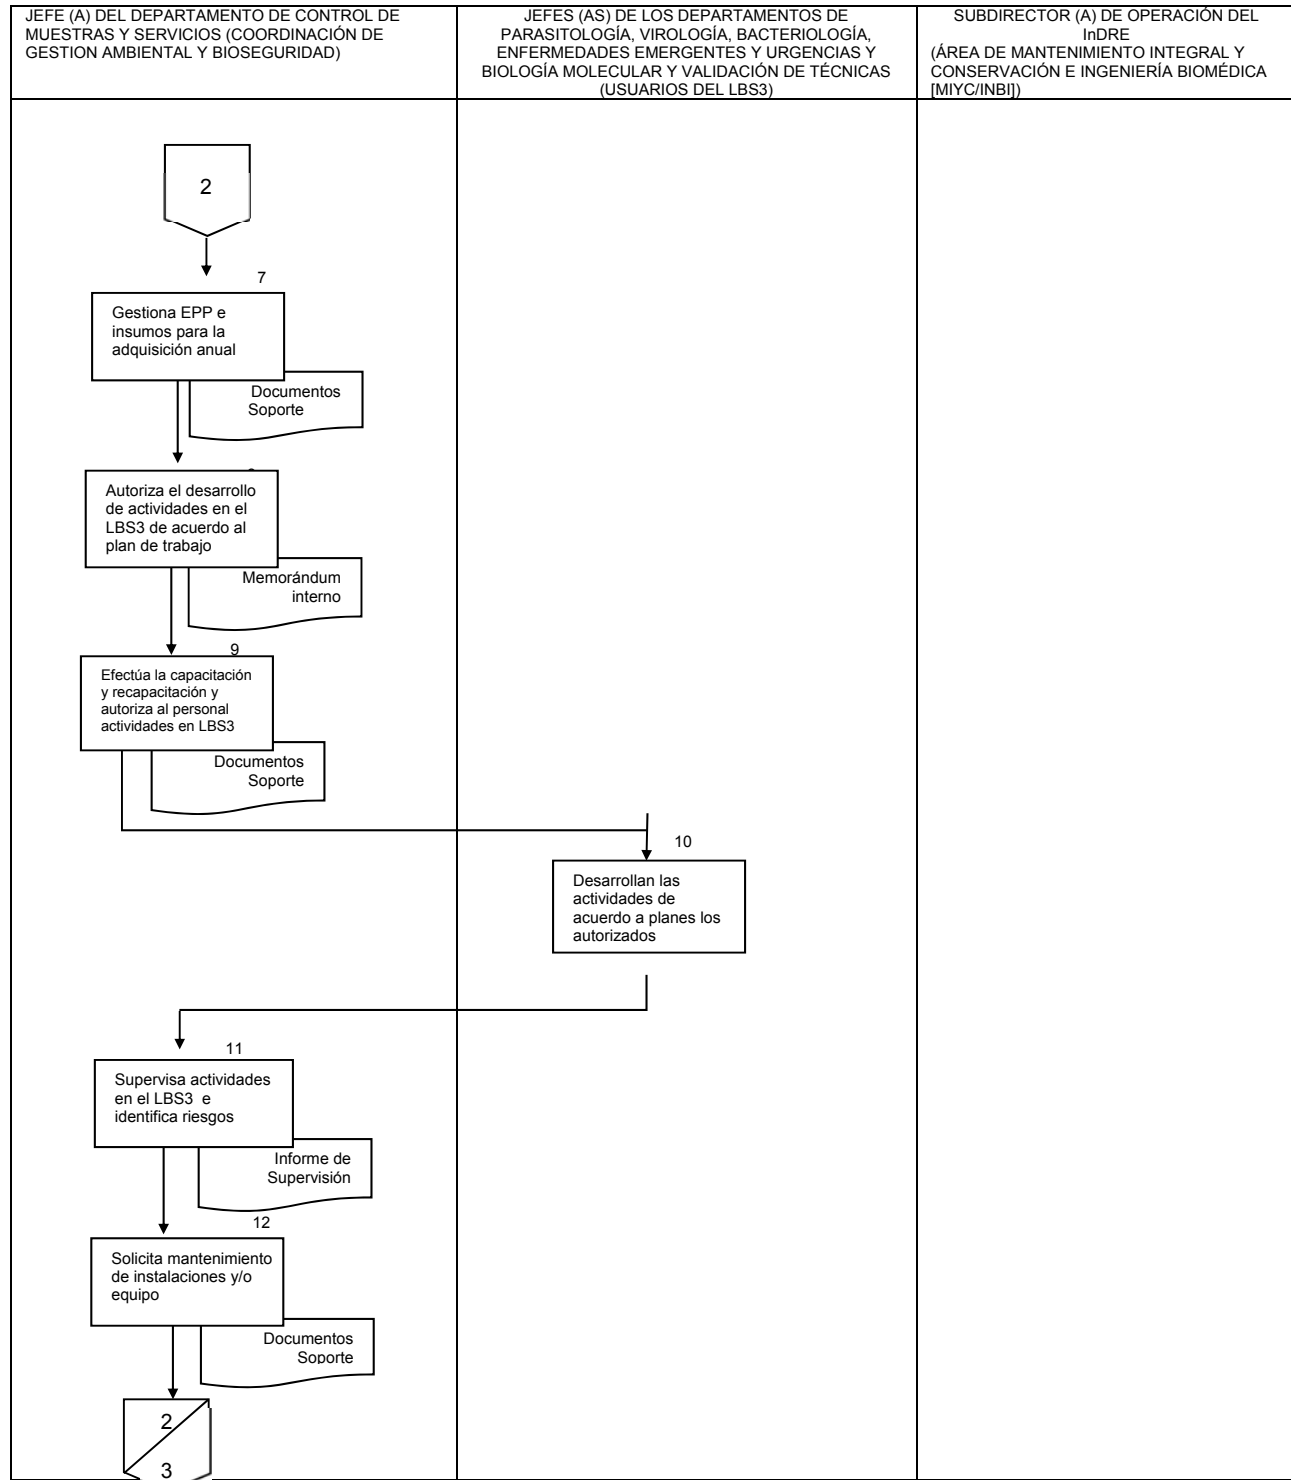 JEFE (A) DEL DEPARTAMENTO DE CONTROL DE
MUESTRAS Y SERVICIOS (COORDINACIÓN DE
GESTION AMBIENTAL Y BIOSEGURIDAD)
JEFES (AS) DE LOS DEPARTAMENTOS DE
PARASITOLOGÍA, VIROLOGÍA, BACTERIOLOGÍA,
ENFERMEDADES EMERGENTES Y URGENCIAS Y
BIOLOGÍA MOLECULAR Y VALIDACIÓN DE TÉCNICAS
(USUARIOS DEL LBS3)
SUBDIRECTOR (A) DE OPERACIÓN DEL
InDRE
(ÁREA DE MANTENIMIENTO INTEGRAL Y
CONSERVACIÓN E INGENIERÍA BIOMÉDICA
[MIYC/INBI])
2
7
Gestiona EPP e
insumos para la
adquisición anual
Documentos
Soporte
Autoriza el desarrollo
de actividades en el
LBS3 de acuerdo al
plan de trabajo
Memorándum
interno
9
Efectúa la capacitación
y recapacitación y
autoriza al personal
actividades en LBS3
Documentos
Soporte
10
Desarrollan las
actividades de
acuerdo a planes los
autorizados
11
Supervisa actividades
en el LBS3 e
identifica riesgos
Informe de
Supervisión
12
Solicita mantenimiento
de instalaciones y/o
equipo
Documentos
Soporte
2
3